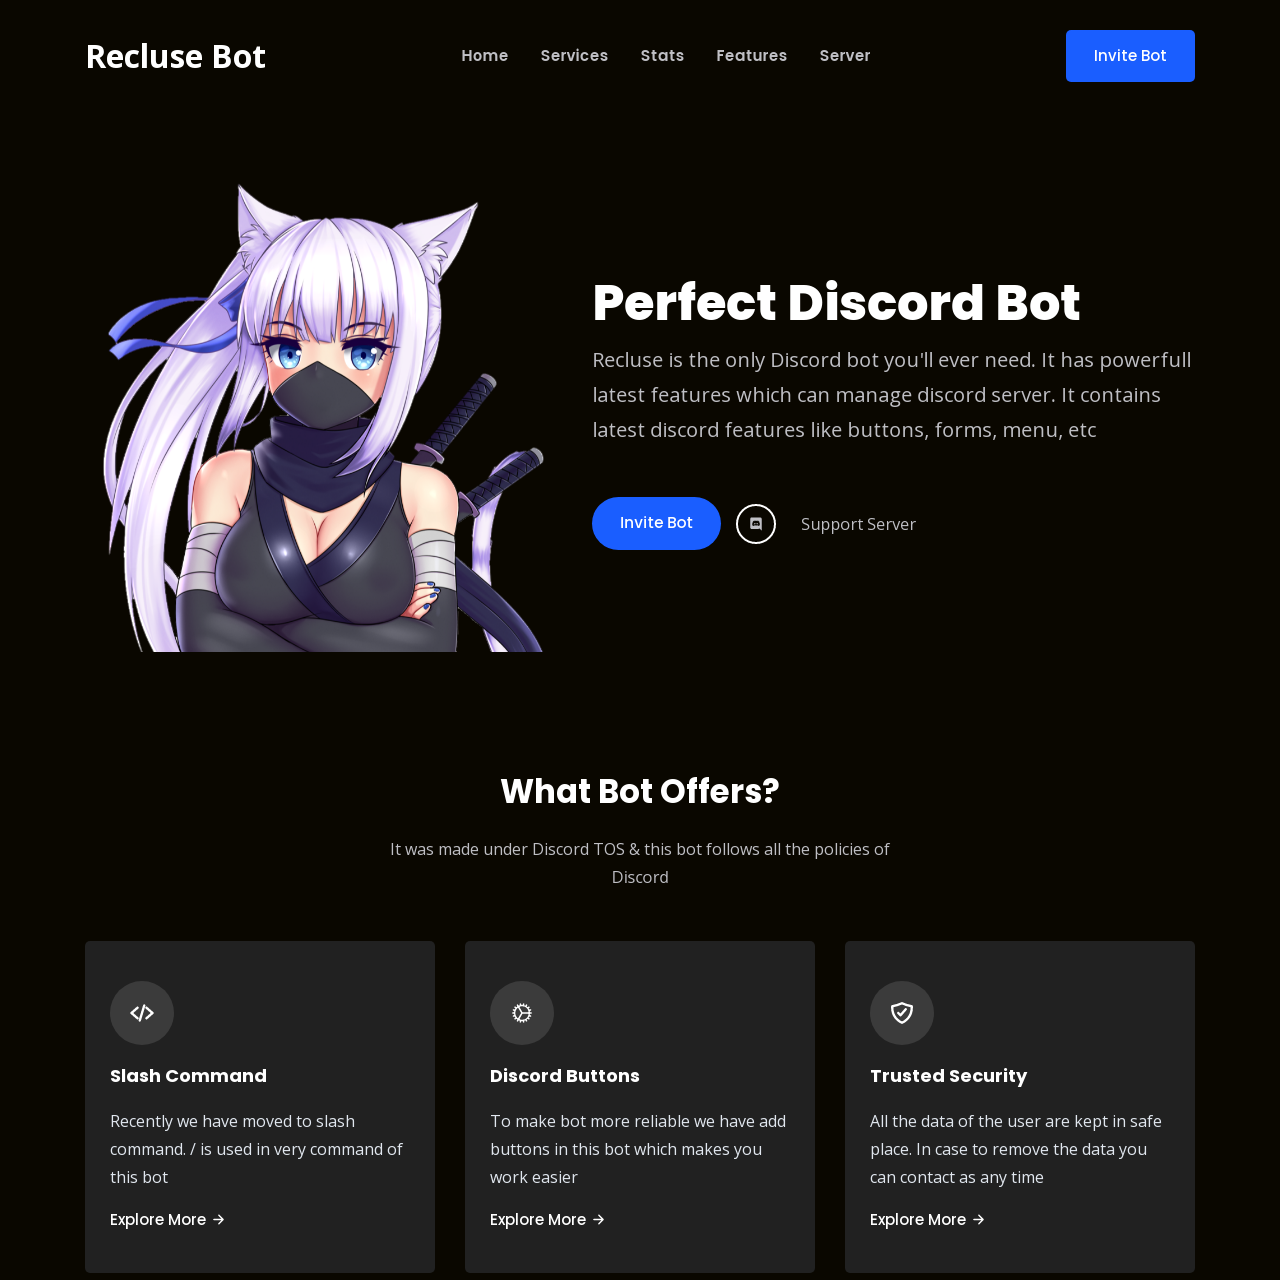 Recluse Bot
Home
Services
Stats
Features
Server
Invite Bot
Perfect Discord Bot
Recluse is the only Discord bot you'll ever need. It has powerfull
latest features which can manage discord server. It contains
latest discord features like buttons, forms, menu, etc
Invite Bot
Support Server
What Bot Offers?
It was made under Discord TOS & this bot follows all the policies of
Discord
Slash Command
Recently we have moved to slash
command. / is used in very command of
this bot
Explore More →
Discord Buttons
To make bot more reliable we have add
buttons in this bot which makes you
work easier
Explore More →
Trusted Security
All the data of the user are kept in safe
place. In case to remove the data you
can contact as any time
Explore More →